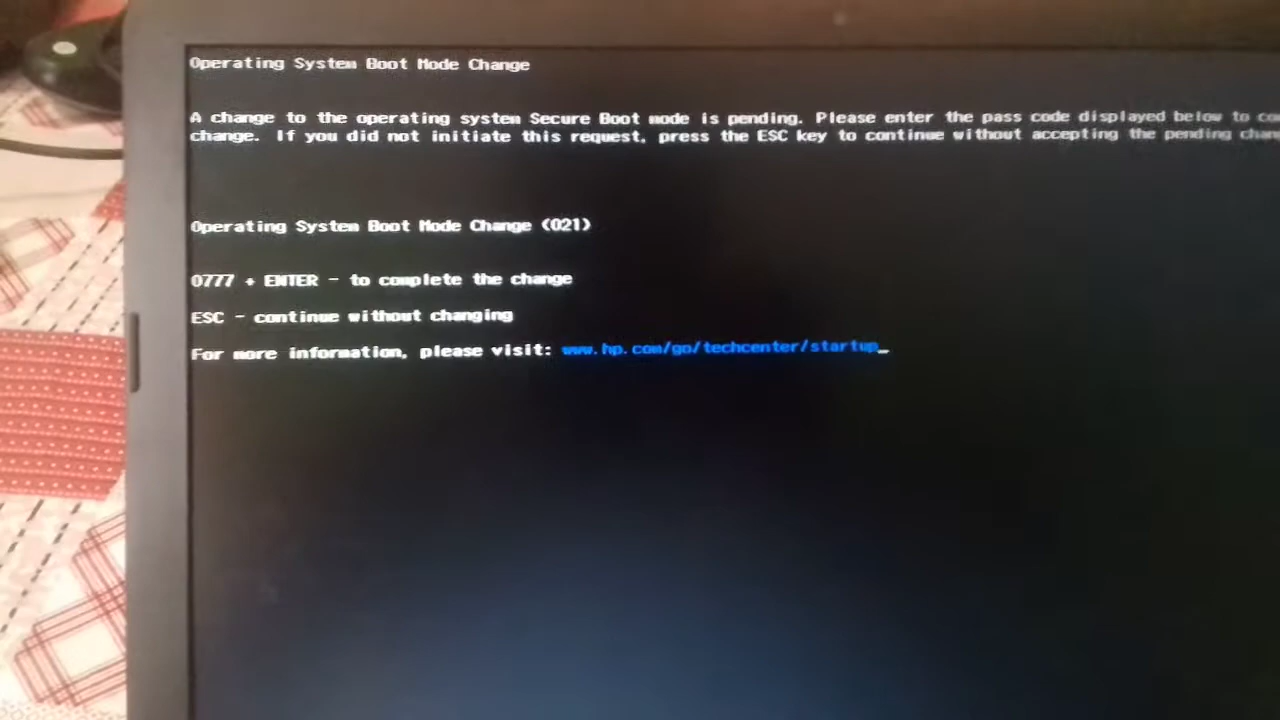 Operating System Boot Mode Change
A change to the operating system Secure Boot mode is pending. Please enter the pass code displayed below to
change. If you did not initiate this request, press the ESC key to continue without accepting the pending
Operating System Boot Mode Change (021)
0777 + ENTER - to complete the change
ESC - continue without changing
For more information, please visit: www.hp.com/go/techcenter/startup_